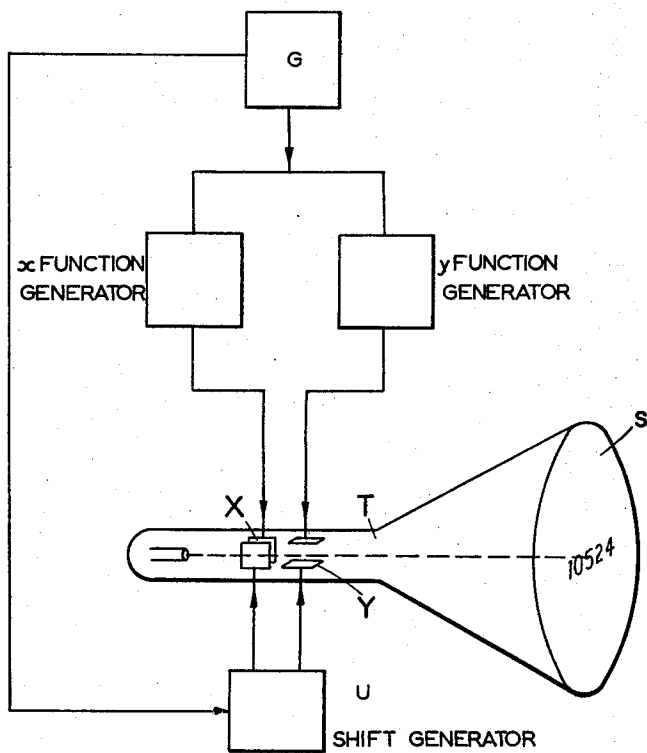 G
x FUNCTION
GENERATOR
y FUNCTION
GENERATOR
S
X
T
10524
Y
U
SHIFT GENERATOR